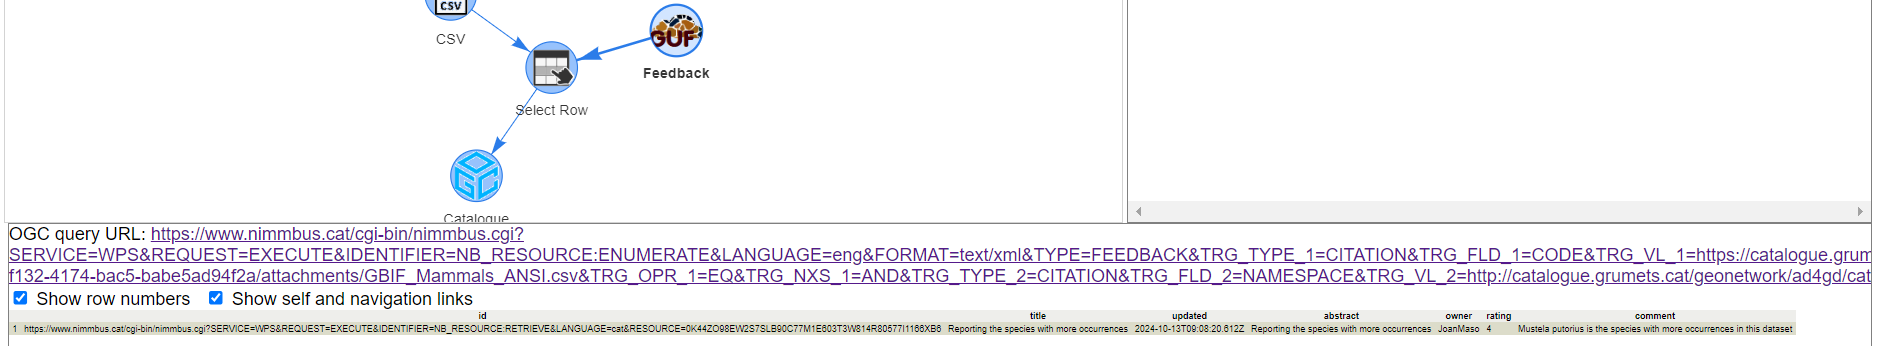 CSV
CSV
GUF
Feedback
Select Row
OGC
Catalogue
OGC query URL: https://www.nimmbus.cat/cgi-bin/nimmbus.cgi?
SERVICE=WPS&REQUEST=EXECUTE&IDENTIFIER=NB_RESOURCE:ENUMERATE&LANGUAGE=eng&FORMAT=text/xml&TYPE=FEEDBACK&TRG_TYPE_1=CITATION&TRG_FLD_1=CODE&TRG_VL_1=https://catalogue.grum
f132-4174-bac5-babe5ad94f2a/attachments/GBIF_Mammals_ANSI.csv&TRG_OPR_1=EQ&TRG_NXS_1=AND&TRG_TYPE_2=CITATION&TRG_FLD_2=NAMESPACE&TRG_VL_2=http://catalogue.grumets.cat/geonetwork/ad4gd/cat
Show row numbers Show self and navigation links
id title updated abstract owner rating comment
1 https://www.nimmbus.cat/cgi-bin/nimmbus.cgi?SERVICE=WPS&REQUEST=EXECUTE&IDENTIFIER=NB_RESOURCE:RETRIEVE&LANGUAGE=cat&RESOURCE=0K44ZO98EW2S7SLB90C77M1E603T3W814R80577I1166XB6 Reporting the species with more occurrences 2024-10-13T09:08:20.612Z Reporting the species with more occurrences JoanMaso 4 Mustela putorius is the species with more occurrences in this dataset